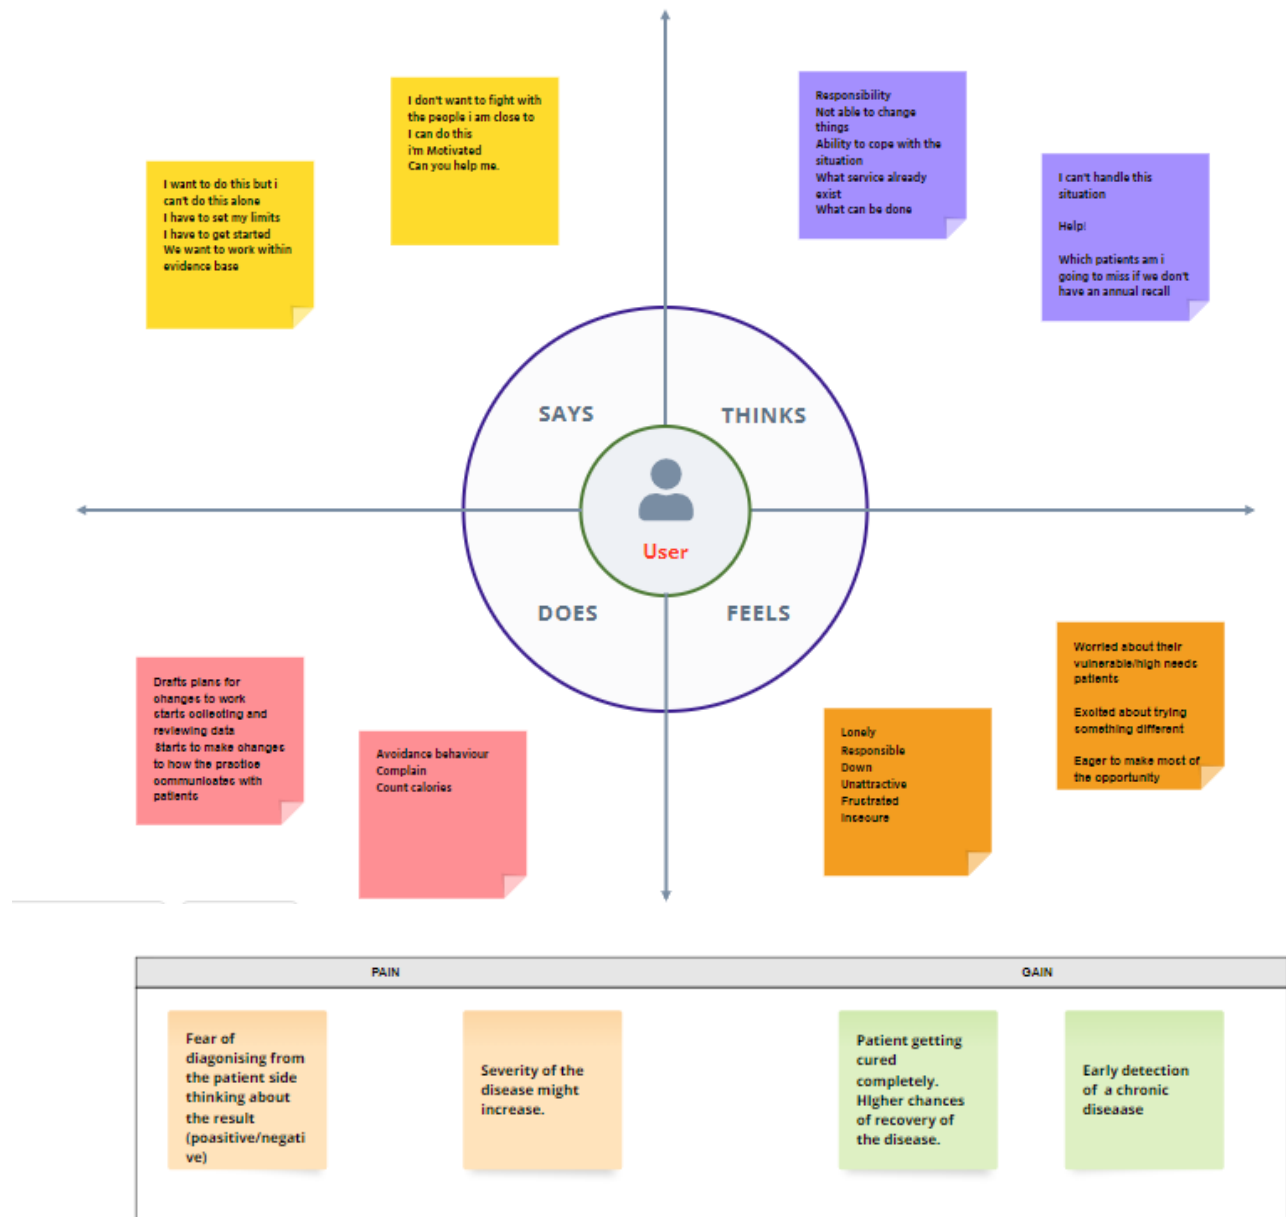 I don't want to fight with
the people i am close to
I can do this
i'm Motivated
Can you help me.
I want to do this but i
can't do this alone
I have to set my limits
I have to get started
We want to work within
evidence base
Responsibility
Not able to change
things
Ability to cope with the
situation
What service already
exist
What can be done
I can't handle this
situation
Help!
Which patients am i
going to miss if we don't
have an annual recall
SAYS
THINKS
User
DOES
FEELS
Drafts plans for
changes to work
starts collecting and
reviewing data
Starts to make changes
to how the practice
communicates with
patients
Avoidance behaviour
Complain
Count calories
Lonely
Responsible
Down
Unattractive
Frustrated
Insecure
Worried about their
vulnerable/high needs
patients
Excited about trying
something different
Eager to make most of
the opportunity
PAIN
GAIN
Fear of
diagonising from
the patient side
thinking about
the result
(poasitive/negati
ve)
Severity of the
disease might
increase.
Patient getting
cured
completely.
HIgher chances
of recovery of
the disease.
Early detection
of a chronic
diseaase